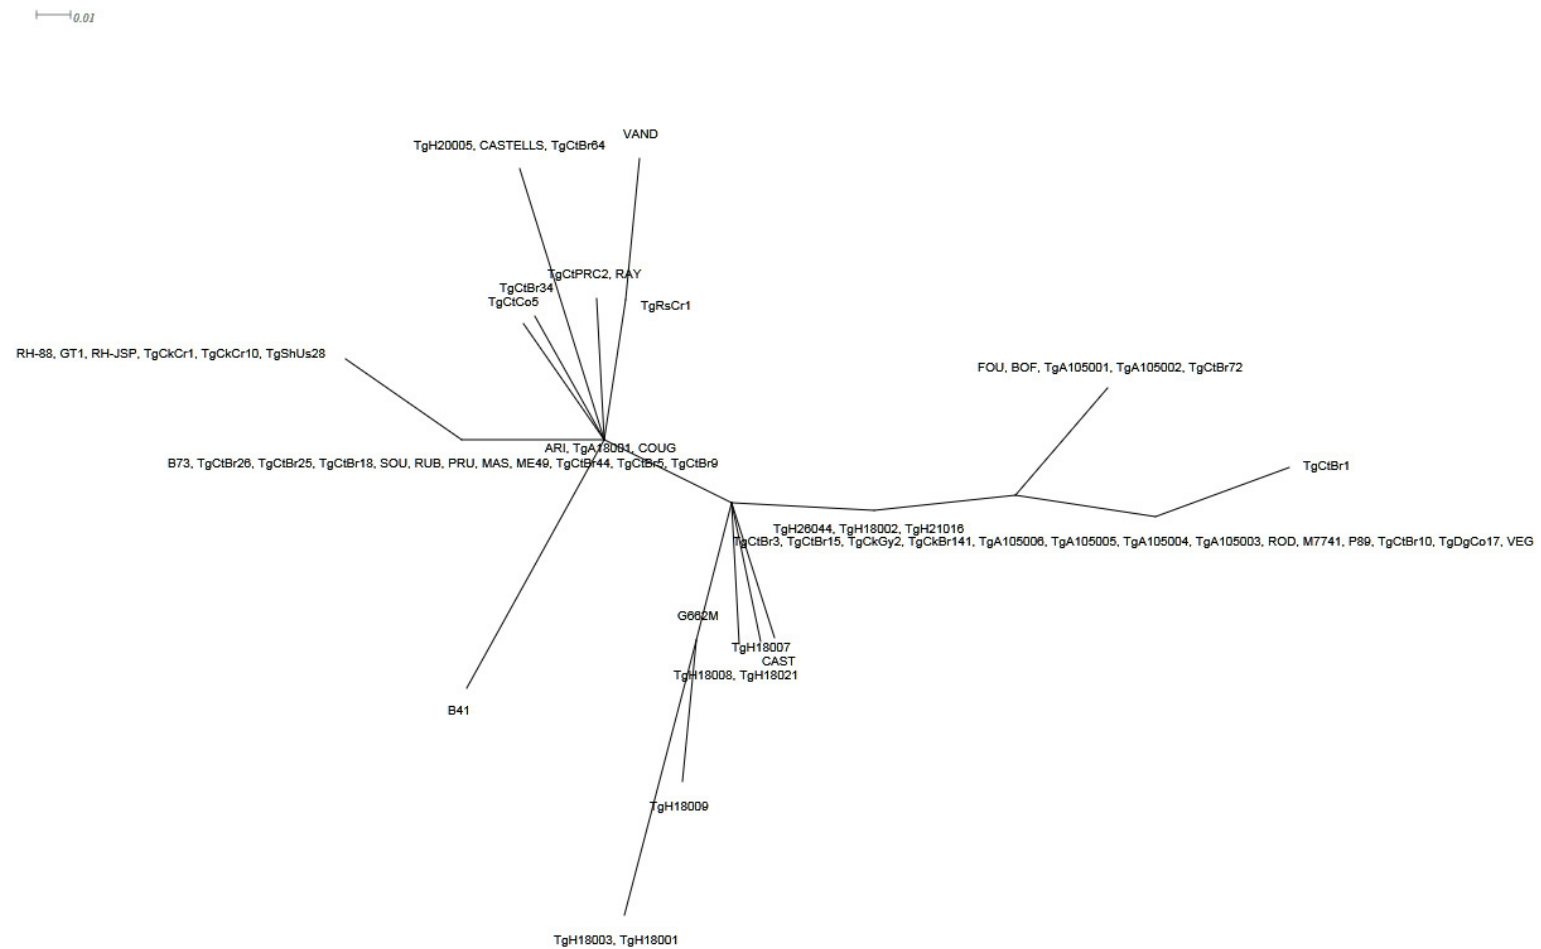 0.01
VAND
TgH20005, CASTELLS, TgCtBr64
TgCtPRC2, RAY
TgCtBr34
TgCtCo5
TgRsCr1
RH-88, GT1, RH-JSP, TgCkCr1, TgCkCr10, TgShUs28
FOU, BOF, TgA105001, TgA105002, TgCtBr72
ARI, TgA18001, COUG
B73, TgCtBr26, TgCtBr25, TgCtBr18, SOU, RUB, PRU, MAS, ME49, TgCtBr44, TgCtBr5, TgCtBr9
TgCtBr1
TgH26044, TgH18002, TgH21016
TgCtBr3, TgCtBr15, TgCkGy2, TgCkBr141, TgA105006, TgA105005, TgA105004, TgA105003, ROD, M7741, P89, TgCtBr10, TgDgCo17, VEG
G662M
TgH18007
CAST
TgH18008, TgH18021
B41
TgH18009
TgH18003, TgH18001